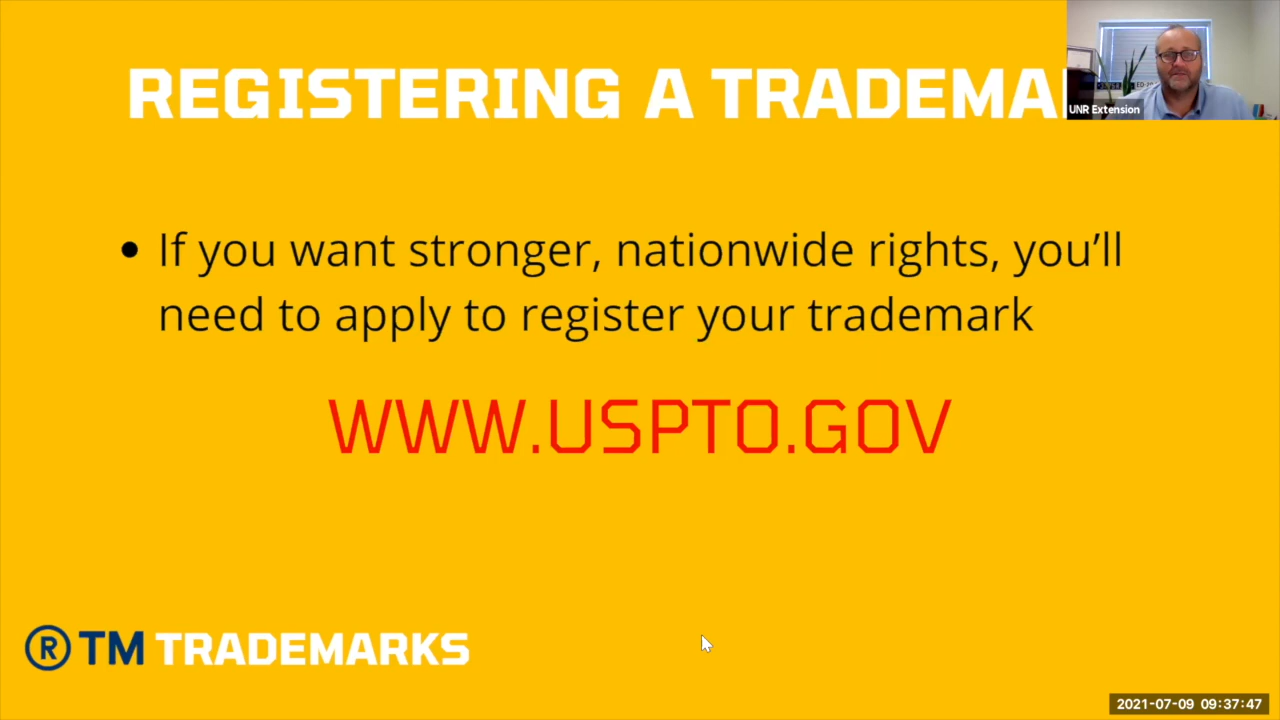 REGISTERING A TRADEMA
UNR Extension
• If you want stronger, nationwide rights, you’ll
need to apply to register your trademark
WWW.USPTO.GOV
® TM TRADEMARKS
2021-07-09 09:37:47